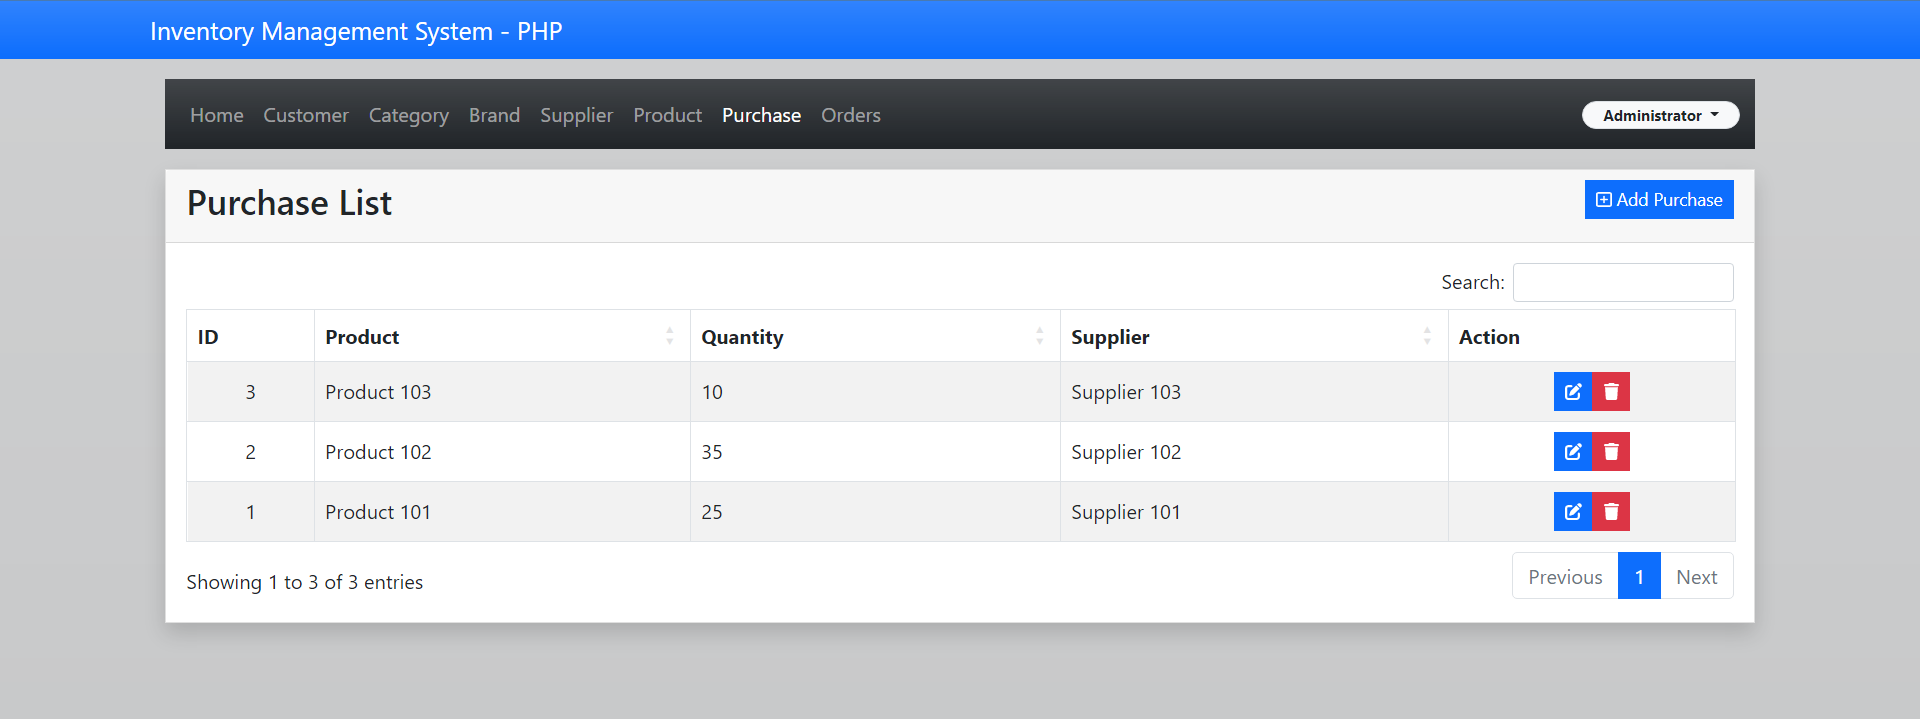 Inventory Management System - PHP
Home Customer Category Brand Supplier Product Purchase Orders Administrator
Purchase List Add Purchase
Search:
ID Product Quantity Supplier Action
3 Product 103 10 Supplier 103
2 Product 102 35 Supplier 102
1 Product 101 25 Supplier 101
Showing 1 to 3 of 3 entries Previous 1 Next